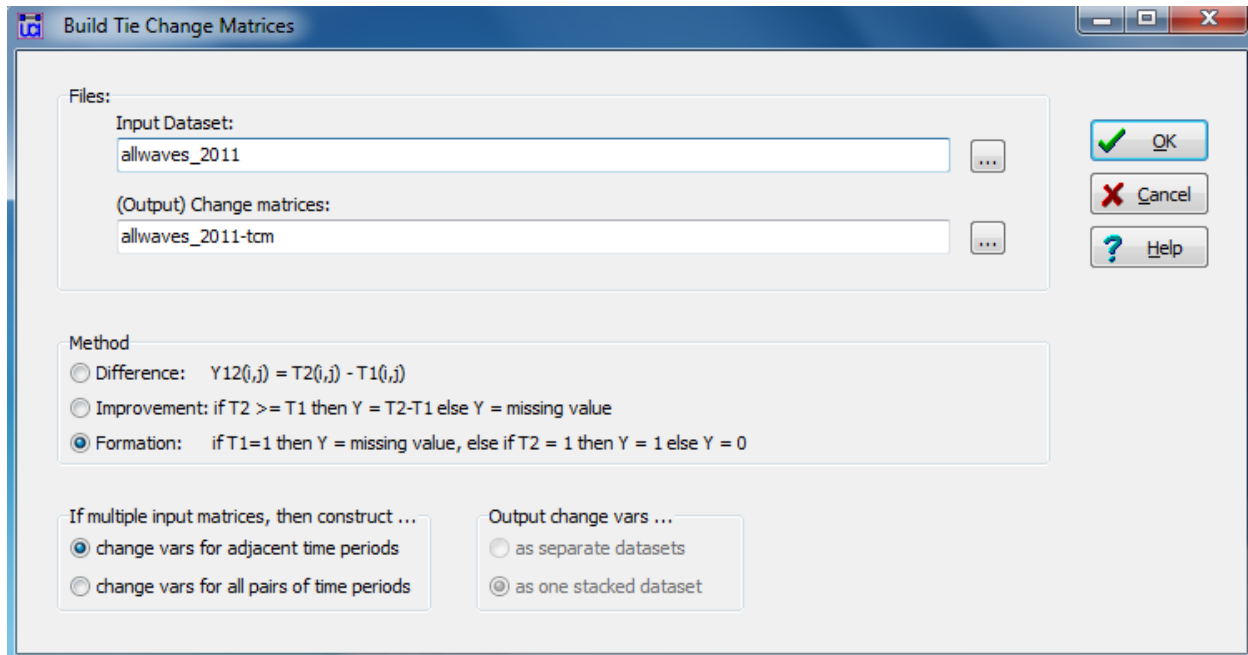 Build Tie Change Matrices
Files:
Input Dataset:
allwaves_2011
...
(Output) Change matrices:
allwaves_2011-tcm
...
OK
Cancel
Help
Method
Difference: Y12(i,j) = T2(i,j) - T1(i,j)
Improvement: if T2 >= T1 then Y = T2-T1 else Y = missing value
Formation: if T1=1 then Y = missing value, else if T2 = 1 then Y = 1 else Y = 0
If multiple input matrices, then construct ...
change vars for adjacent time periods
change vars for all pairs of time periods
Output change vars ...
as separate datasets
as one stacked dataset